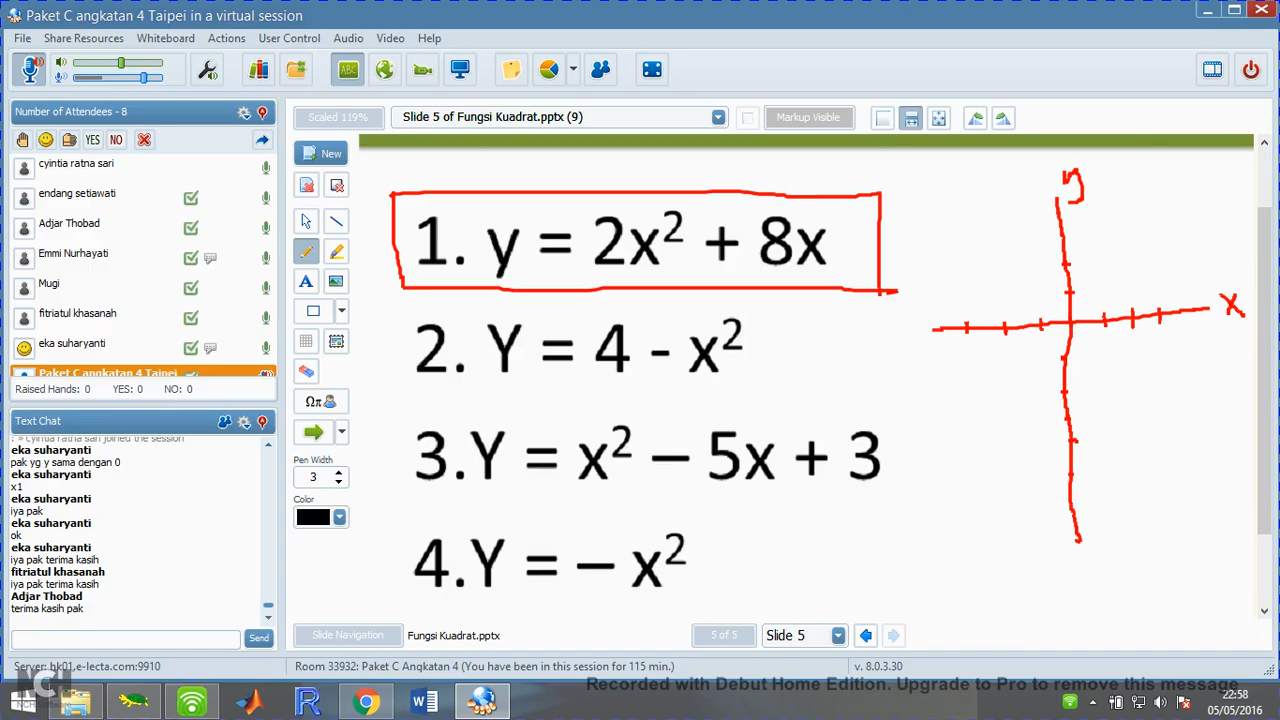 Paket C angkatan 4 Taipei in a virtual session
File Share Resources Whiteboard Actions User Control Audio Video Help
Number of Attendees - 8
YES NO
cyintia ratna sari
endang setiawati
Adjar Thobad
Emmi Nurhayati
Mugi
fitriatul khasanah
eka suharyanti
Paket C angkatan 4 Taipei
Raised Hands: 0 YES: 0 NO: 0
Text Chat
: » cyintia ratna sari joined the session
eka suharyanti
pak yg y sama dengan 0
eka suharyanti
x1
eka suharyanti
iya pak
eka suharyanti
ok
eka suharyanti
iya pak terima kasih
fitriatul khasanah
iya pak terima kasih
Adjar Thobad
terima kasih pak
Send
ABC
Scaled 119%
Slide 5 of Fungsi Kuadrat.pptx (9)
Markup Visible
New
A
Ωπ
Pen Width
3
Color
1. y = 2x² + 8x
2. Y = 4 - x²
3.Y = x² – 5x + 3
4.Y = – x²
y
x
Slide Navigation
Fungsi Kuadrat.pptx
5 of 5
Slide 5
Server: bk01.e-lecta.com:9910
Room 33932: Paket C Angkatan 4 (You have been in this session for 115 min.)
v. 8.0.3.30
Recorded with Debut Home Edition. Upgrade to Pro to remove this message
22:58
05/05/2016